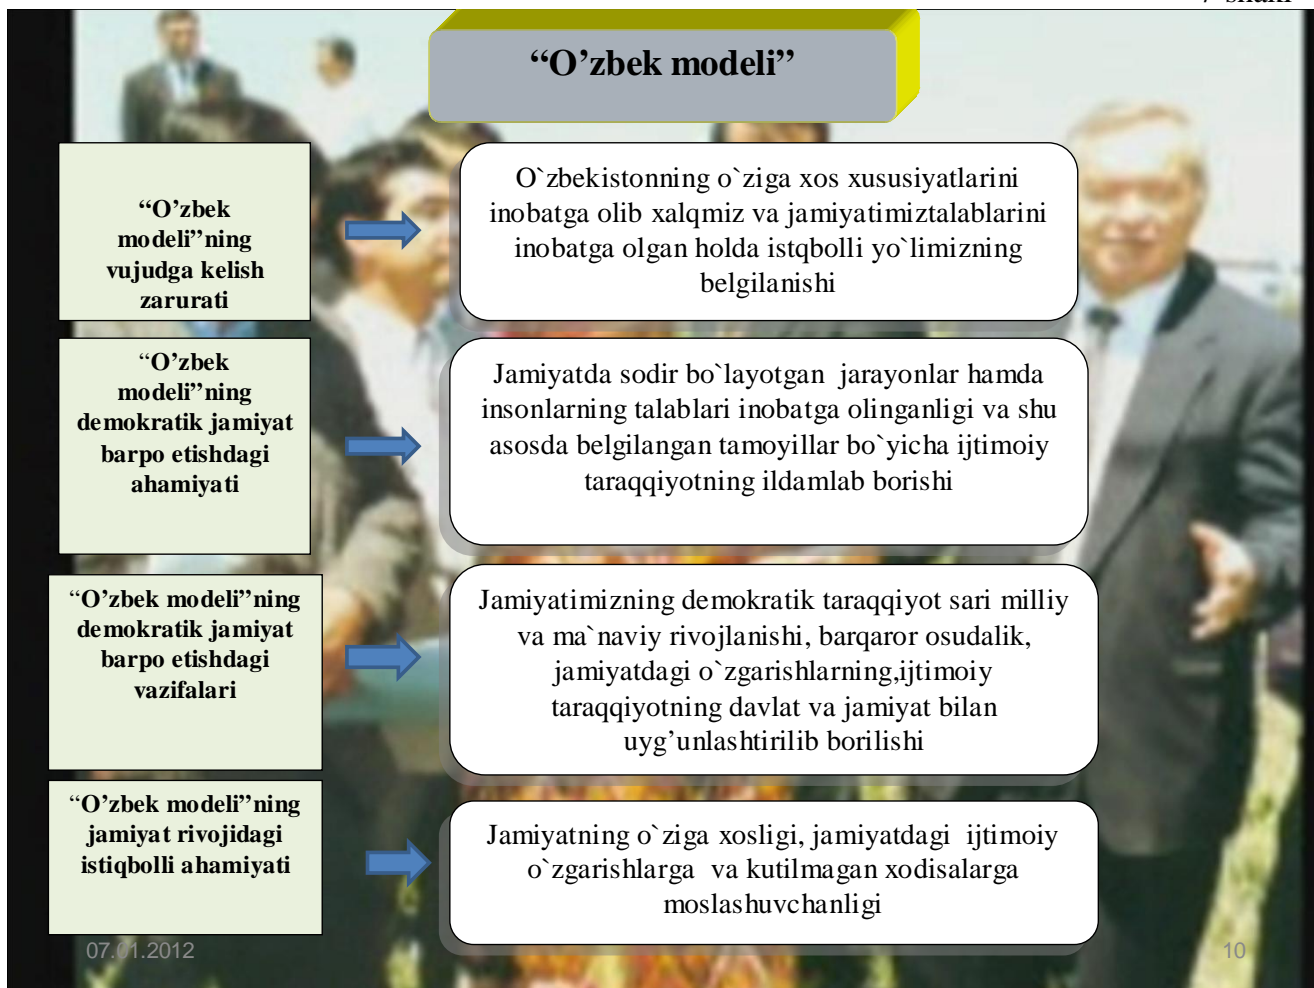 “O’zbek modeli”
“O’zbek
modeli”ning
vujudga kelish
zarurati
O`zbekistonning o`ziga xos xususiyatlarini
inobatga olib xalqmiz va jamiyatimiztalablarini
inobatga olgan holda istqbolli yo`limizning
belgilanishi
“O’zbek
modeli”ning
demokratik jamiyat
barpo etishdagi
ahamiyati
Jamiyatda sodir bo`layotgan jarayonlar hamda
insonlarning talablari inobatga olinganligi va shu
asosda belgilangan tamoyillar bo`yicha ijtimoiy
taraqqiyotning ildamlab borishi
“O’zbek modeli”ning
demokratik jamiyat
barpo etishdagi
vazifalari
Jamiyatimizning demokratik taraqqiyot sari milliy
va ma`naviy rivojlanishi, barqaror osudalik,
jamiyatdagi o`zgarishlarning,ijtimoiy
taraqqiyotning davlat va jamiyat bilan
uyg’unlashtirilib borilishi
“O’zbek modeli”ning
jamiyat rivojidagi
istiqbolli ahamiyati
Jamiyatning o`ziga xosligi, jamiyatdagi ijtimoiy
o`zgarishlarga va kutilmagan xodisalarga
moslashuvchanligi
07.01.2012
10